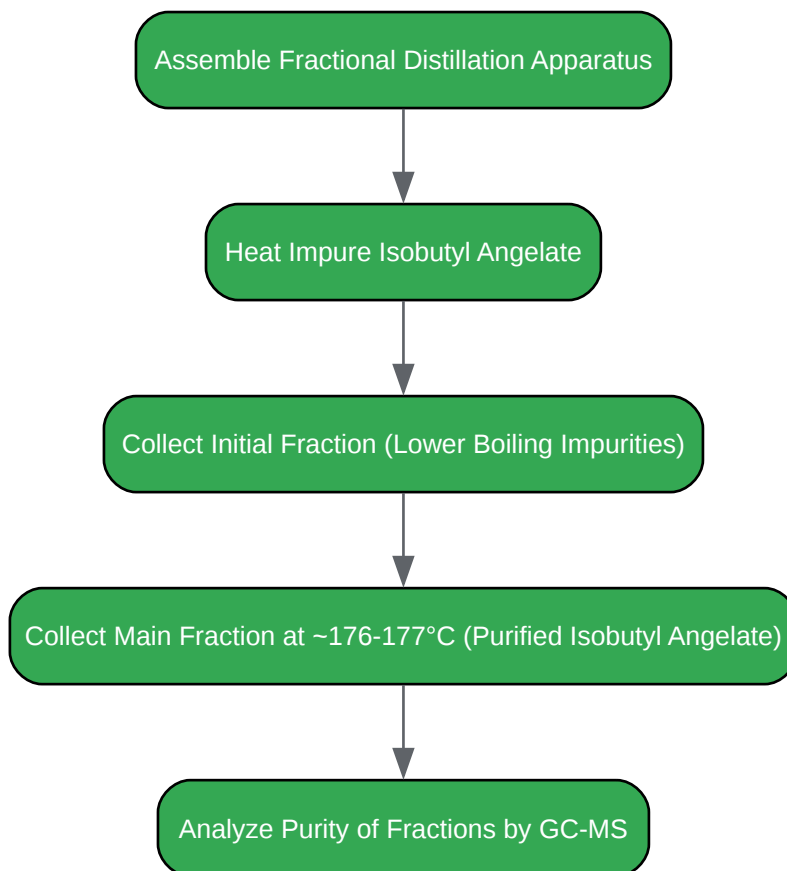 Assemble Fractional Distillation Apparatus
Heat Impure Isobutyl Angelate
Collect Initial Fraction (Lower Boiling Impurities)
Collect Main Fraction at ~176-177°C (Purified Isobutyl Angelate)
Analyze Purity of Fractions by GC-MS